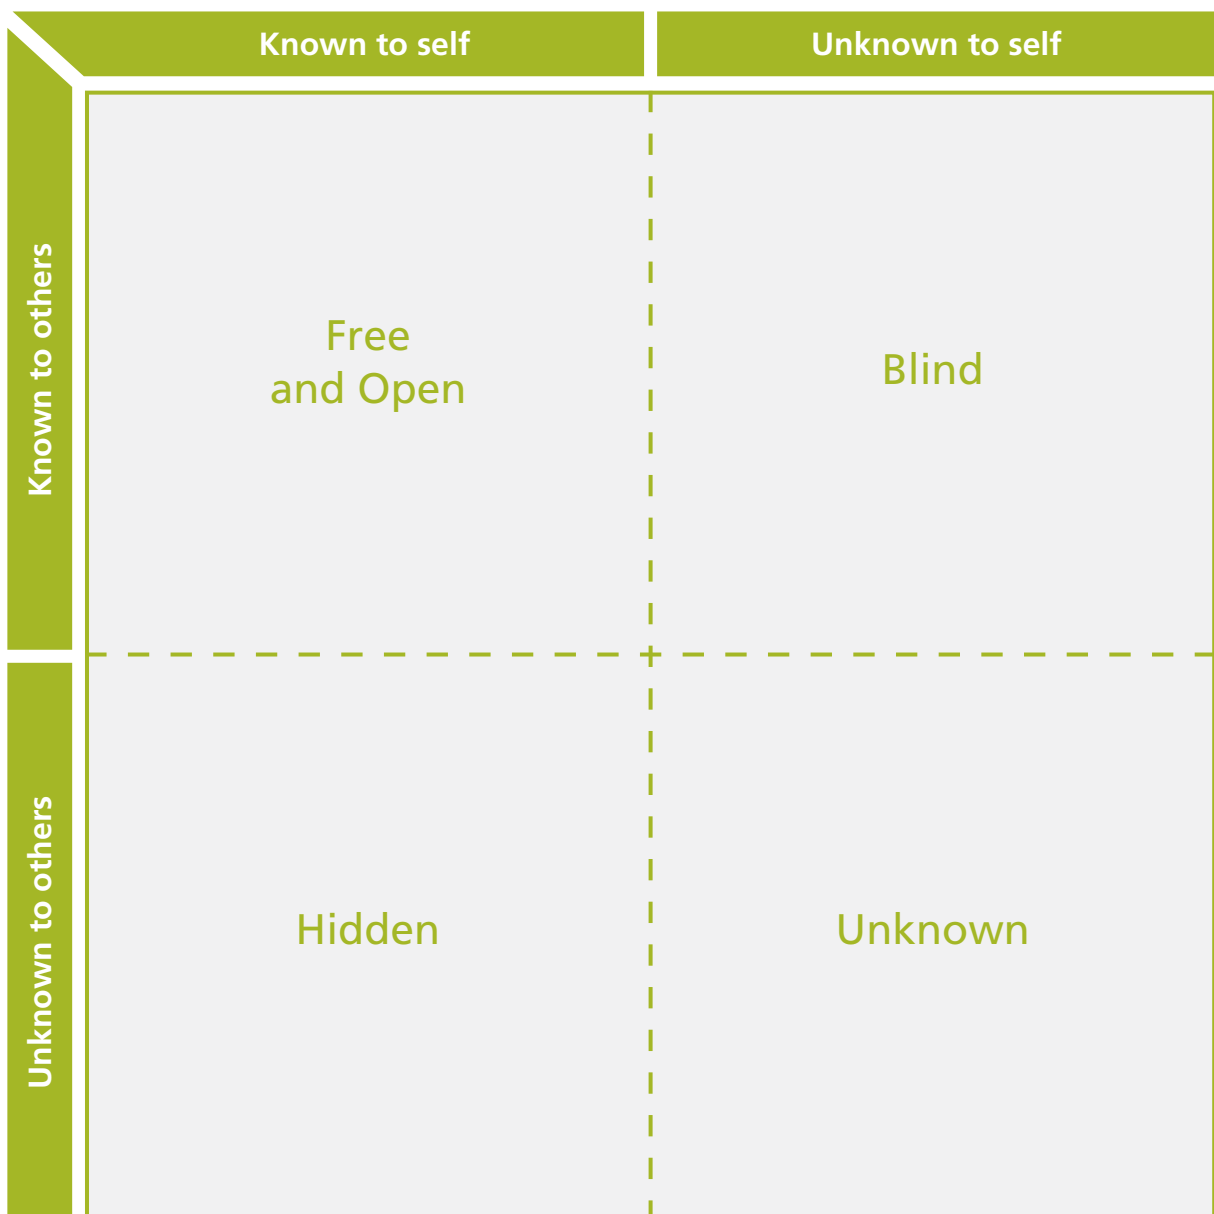 Known to self
Unknown to self
Known to others
Free
and Open
Blind
Unknown to others
Hidden
Unknown